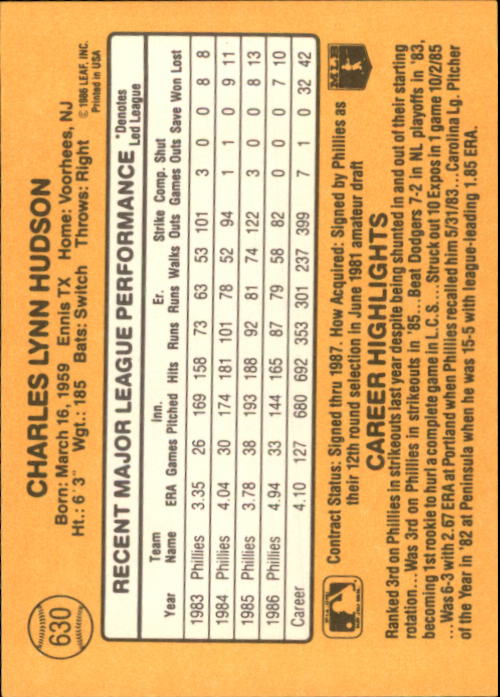 630
CHARLES LYNN HUDSON
Born: March 16, 1959 Ennis TX Home: Voorhees, NJ
Ht.: 6' 3" Wgt.: 185 Bats: Switch Throws: Right
© 1986 LEAF, INC.
Printed in USA
RECENT MAJOR LEAGUE PERFORMANCE
*Denotes
Led League
Year Team Name ERA Games Inn. Pitched Hits Runs Er. Runs Walks Strike Outs Comp. Games Shut Outs Save Won Lost
1983 Phillies 3.35 26 169 158 73 63 53 101 3 0 0 8 8
1984 Phillies 4.04 30 174 181 101 78 52 94 1 1 0 9 11
1985 Phillies 3.78 38 193 188 92 81 74 122 3 0 0 8 13
1986 Phillies 4.94 33 144 165 87 79 58 82 0 0 0 7 10
Career 4.10 127 680 692 353 301 237 399 7 1 0 32 42
Contract Status: Signed thru 1987. How Acquired: Signed by Phillies as
their 12th round selection in June 1981 amateur draft
MLB
CAREER HIGHLIGHTS
Ranked 3rd on Phillies in strikeouts last year despite being shunted in and out of their starting
rotation... Was 3rd on Phillies in strikeouts in '85... Beat Dodgers 7-2 in NL playoffs in '83,
becoming 1st rookie to hurl a complete game in L.C.S.... Struck out 10 Expos in 1 game 10/2/85
...Was 6-3 with 2.67 ERA at Portland when Phillies recalled him 5/31/83... Carolina Lg. Pitcher
of the Year in '82 at Peninsula when he was 15-5 with league-leading 1.85 ERA.